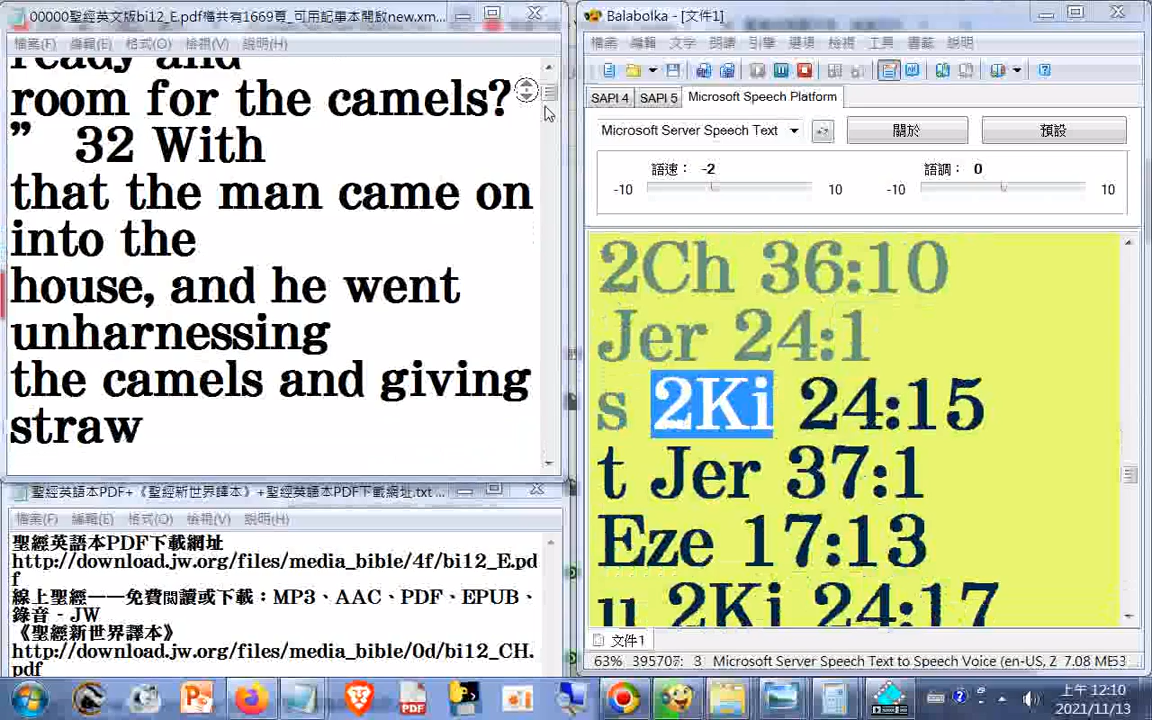 00000聖經英文版bi12_E.pdf檔共有1669頁_可用記事本開啟new.xm...
檔案(F) 編輯(E) 格式(O) 檢視(V) 說明(H)
ready and
room for the camels?
” 32 With
that the man came on
into the
house, and he went
unharnessing
the camels and giving
straw
聖經英語本PDF+《聖經新世界譯本》+聖經英語本PDF下載網址.txt ...
檔案(F) 編輯(E) 格式(O) 檢視(V) 說明(H)
聖經英語本PDF下載網址
http://download.jw.org/files/media_bible/4f/bi12_E.pd
f
線上聖經——免費閱讀或下載：MP3、AAC、PDF、EPUB、
錄音 - JW
《聖經新世界譯本》
http://download.jw.org/files/media_bible/0d/bi12_CH.
pdf
Balabolka - [文件1]
檔案 編輯 文字 朗讀 引擎 選項 檢視 工具 書籤 說明
SAPI 4 SAPI 5 Microsoft Speech Platform
Microsoft Server Speech Text 關於 預設
語速： -2 語調： 0
-10 10 -10 10
2Ch 36:10
Jer 24:1
s 2Ki 24:15
t Jer 37:1
Eze 17:13
u 2Ki 24:17
文件1
63% 395707: 3 Microsoft Server Speech Text to Speech Voice (en-US, Z 7.08 MB
上午 12:10
2021/11/13